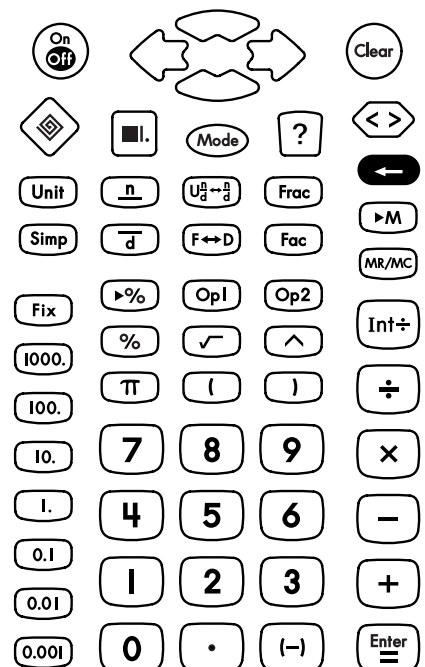 On
Off
Clear
■I. Mode ? < >
←
Unit n U n/d ↔ n/d Frac
▸M
Simp d F↔D Fac
MR/MC
▸% Op1 Op2
Fix
Int÷
% √ ^
1000.
π ( ) ÷
100.
10. 7 8 9 ×
1. 4 5 6 −
0.1
1 2 3 +
0.01
0.001 0 . (−) Enter
=